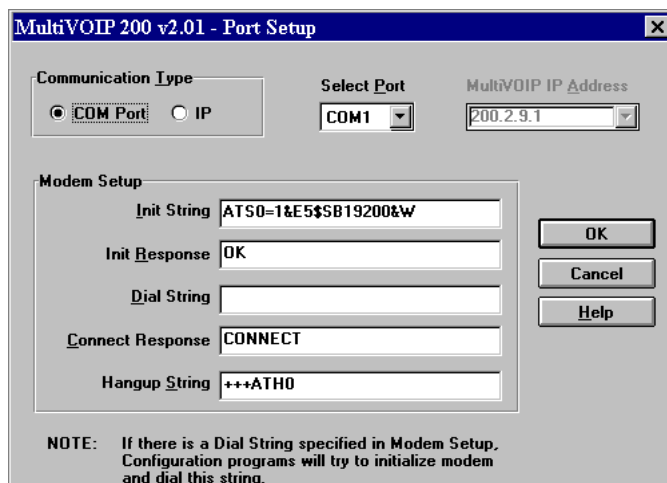 MultiVOIP 200 v2.01 - Port Setup
Communication Type
COM Port
IP
Select Port
COM1
MultiVOIP IP Address
200.2.9.1
Modem Setup
Init String
ATS0=1&E5$SB19200&W
Init Response
OK
Dial String
Connect Response
CONNECT
Hangup String
+++ATH0
OK
Cancel
Help
NOTE: If there is a Dial String specified in Modem Setup,
Configuration programs will try to initialize modem
and dial this string.